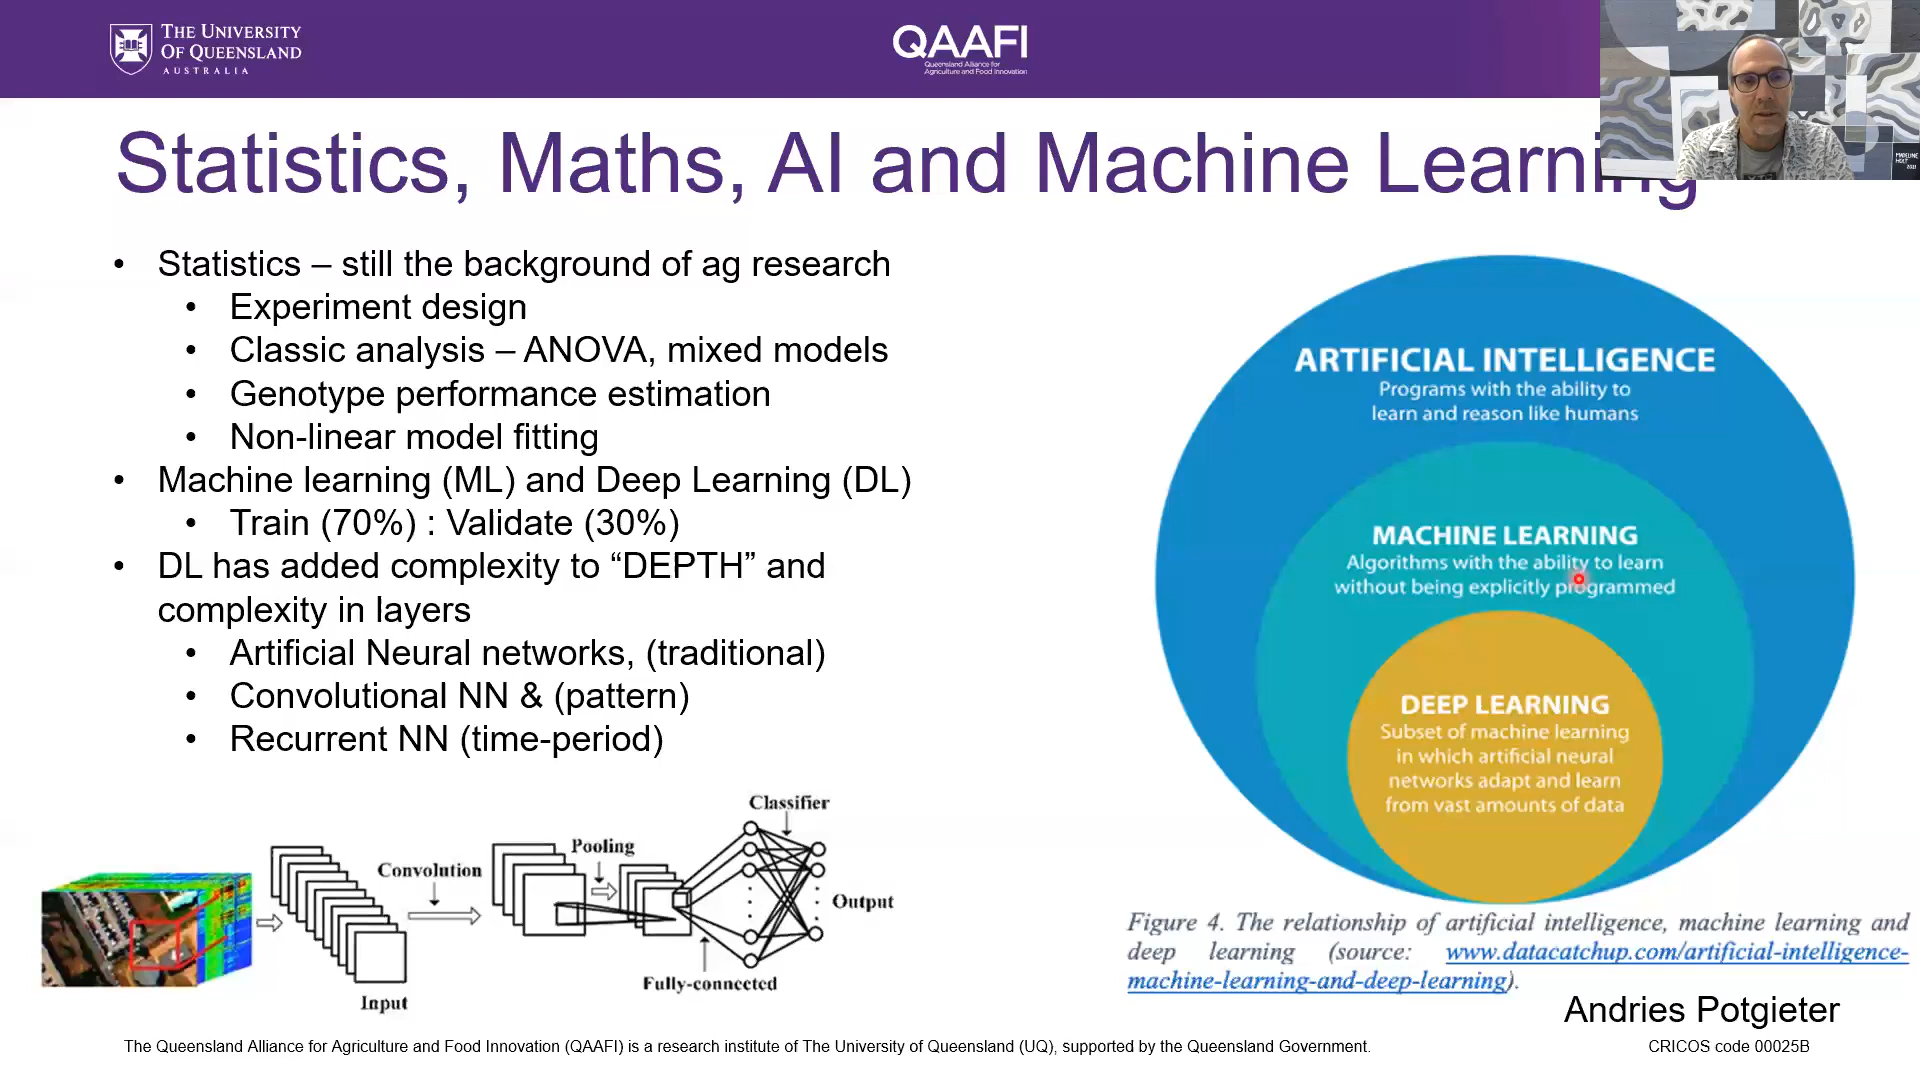 THE UNIVERSITY
OF QUEENSLAND
AUSTRALIA
QAAFI
Queensland Alliance for
Agriculture and Food Innovation
MADELINE
HOLT
2021
Statistics, Maths, AI and Machine Learning
• Statistics – still the background of ag research
• Experiment design
• Classic analysis – ANOVA, mixed models
• Genotype performance estimation
• Non-linear model fitting
• Machine learning (ML) and Deep Learning (DL)
• Train (70%) : Validate (30%)
• DL has added complexity to “DEPTH” and
complexity in layers
• Artificial Neural networks, (traditional)
• Convolutional NN & (pattern)
• Recurrent NN (time-period)
Input
Convolution
Pooling
Fully-connected
Classifier
Output
ARTIFICIAL INTELLIGENCE
Programs with the ability to
learn and reason like humans
MACHINE LEARNING
Algorithms with the ability to learn
without being explicitly programmed
DEEP LEARNING
Subset of machine learning
in which artificial neural
networks adapt and learn
from vast amounts of data
Figure 4. The relationship of artificial intelligence, machine learning and
deep learning (source: www.datacatchup.com/artificial-intelligence-
machine-learning-and-deep-learning).
Andries Potgieter
The Queensland Alliance for Agriculture and Food Innovation (QAAFI) is a research institute of The University of Queensland (UQ), supported by the Queensland Government.
CRICOS code 00025B